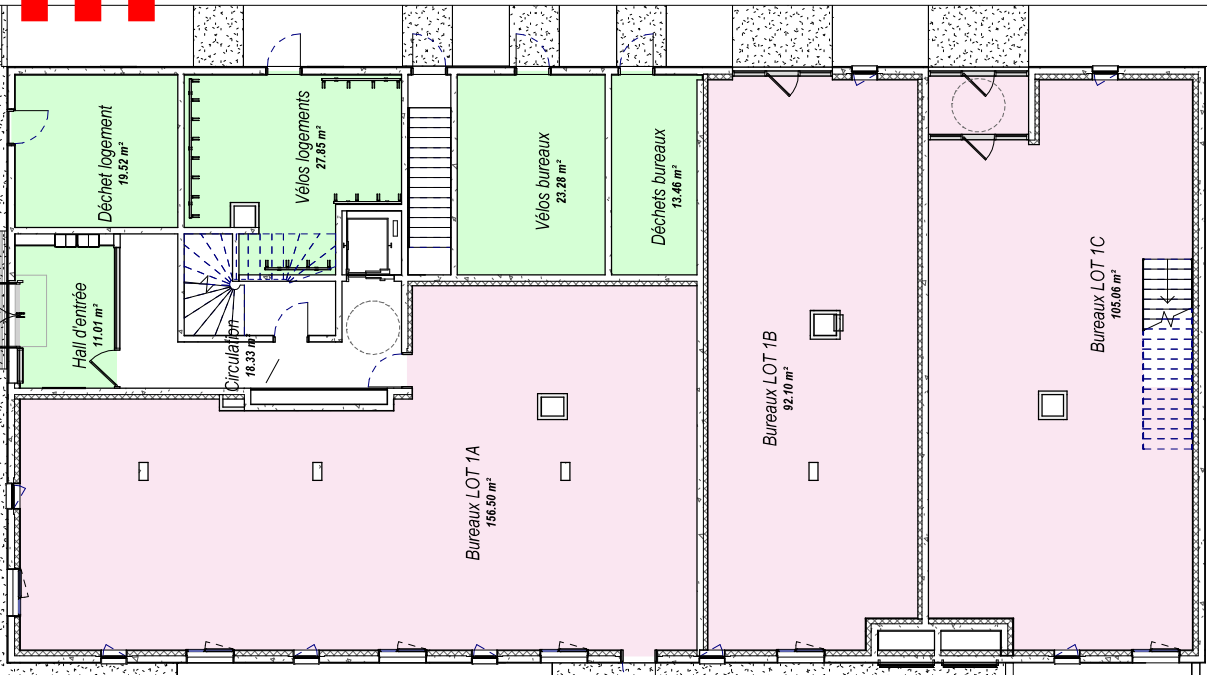 Déchet logement
19.52 m²
Vélos logements
27.85 m²
Vélos bureaux
23.28 m²
Déchets bureaux
13.46 m²
Hall d'entrée
11.01 m²
Circulation
18.33 m²
Bureaux LOT 1A
156.50 m²
Bureaux LOT 1B
92.10 m²
Bureaux LOT 1C
105.06 m²